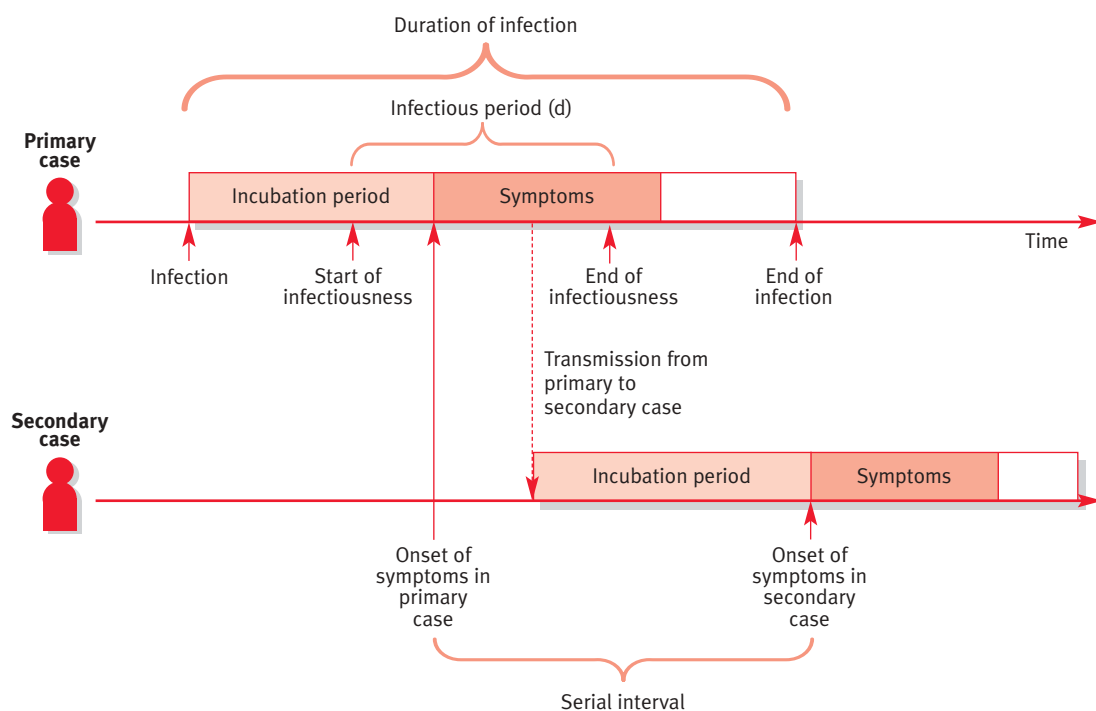 Duration of infection
Infectious period (d)
Primary
case
Incubation period
Symptoms
Time
Infection
Start of
infectiousness
End of
infectiousness
End of
infection
Transmission from
primary to
secondary case
Secondary
case
Incubation period
Symptoms
Onset of
symptoms in
primary
case
Onset of
symptoms in
secondary
case
Serial interval